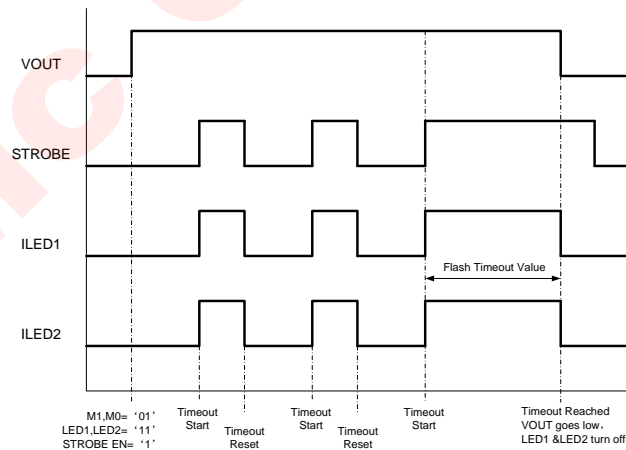 VOUT
STROBE
ILED1
Flash Timeout Value
ILED2
M1,M0= ‘01’
LED1,LED2= ‘11’
STROBE EN= ‘1’
Timeout
Start
Timeout
Reset
Timeout
Start
Timeout
Reset
Timeout
Start
Timeout Reached
VOUT goes low,
LED1 &LED2 turn off